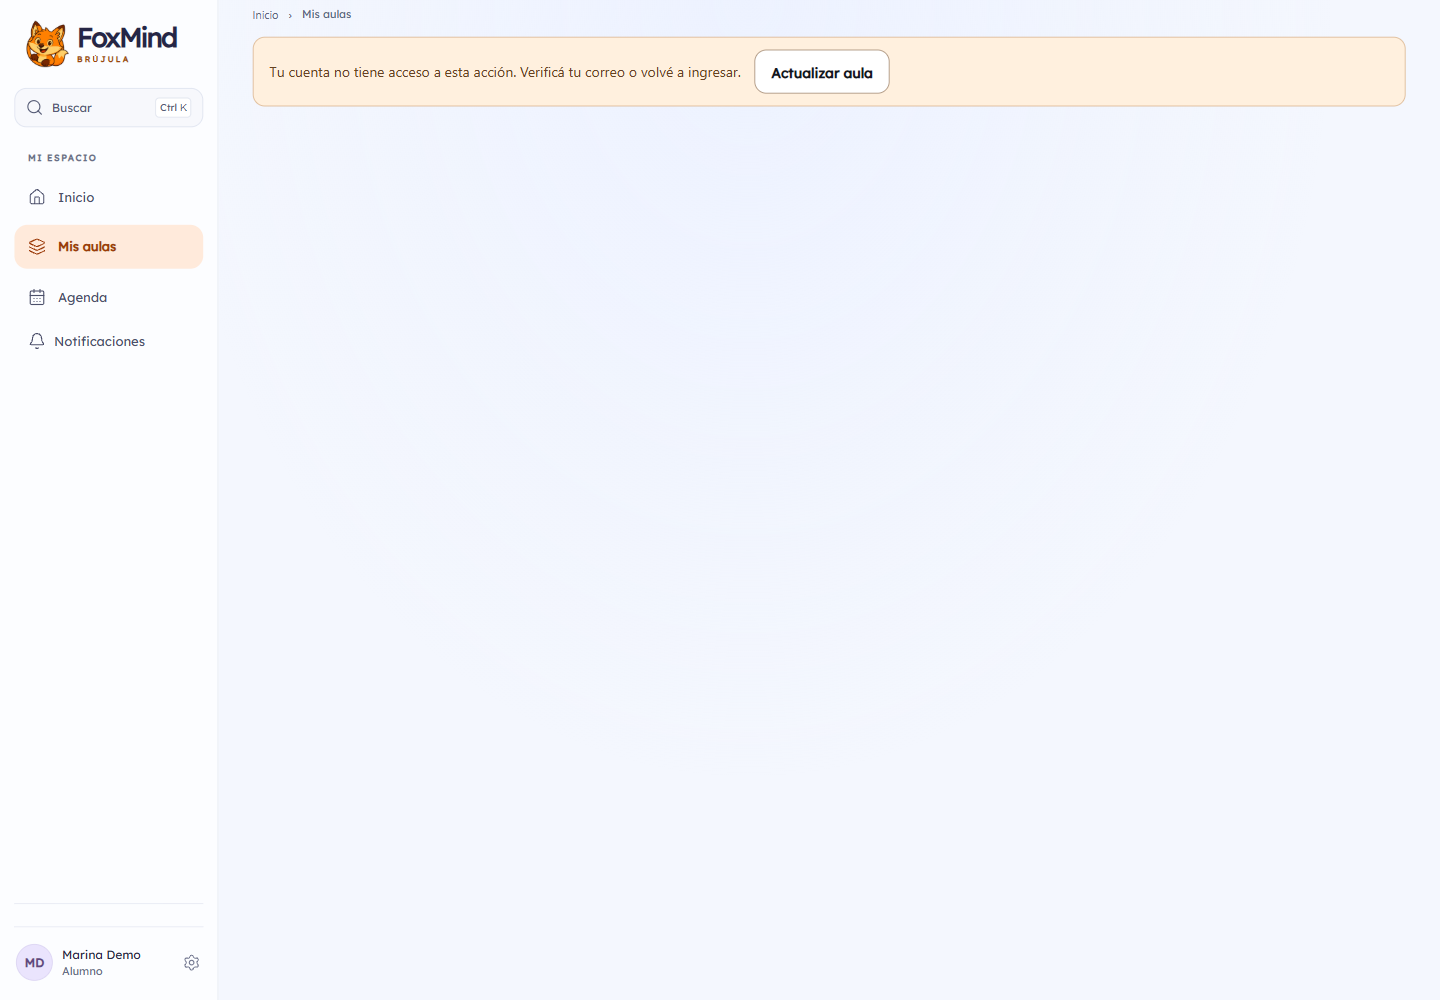 FoxMind
BRÚJULA
Buscar Ctrl K
MI ESPACIO
Inicio
Mis aulas
Agenda
Notificaciones
MD
Marina Demo
Alumno
Inicio › Mis aulas
Tu cuenta no tiene acceso a esta acción. Verificá tu correo o volvé a ingresar. Actualizar aula